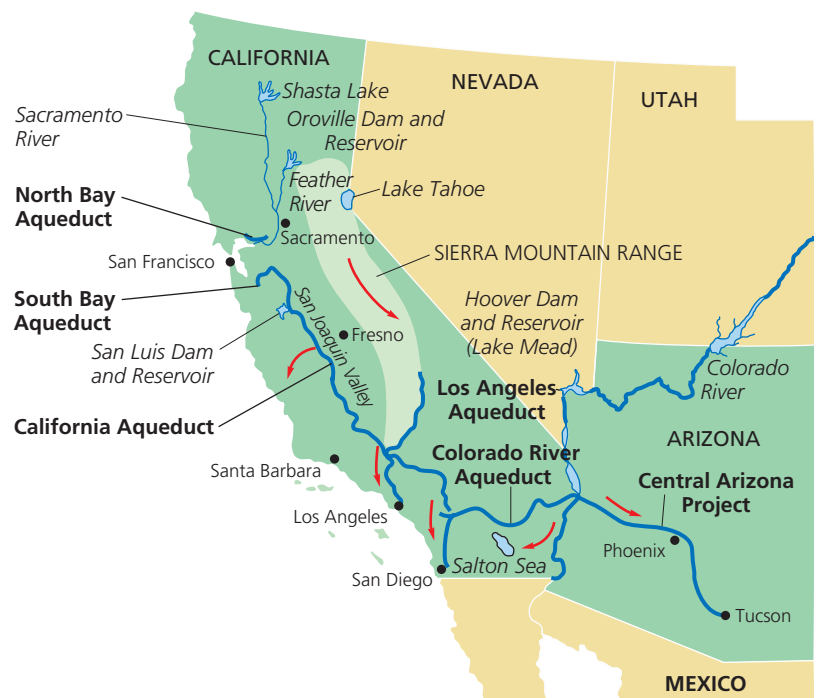 CALIFORNIA
NEVADA
UTAH
Shasta Lake
Sacramento
River
Oroville Dam and
Reservoir
Feather
River
Lake Tahoe
North Bay
Aqueduct
Sacramento
San Francisco
SIERRA MOUNTAIN RANGE
South Bay
Aqueduct
San Joaquin Valley
Hoover Dam
and Reservoir
(Lake Mead)
Fresno
San Luis Dam
and Reservoir
Colorado
River
Los Angeles
Aqueduct
California Aqueduct
ARIZONA
Santa Barbara
Colorado River
Aqueduct
Central Arizona
Project
Los Angeles
Phoenix
San Diego
Salton Sea
Tucson
MEXICO